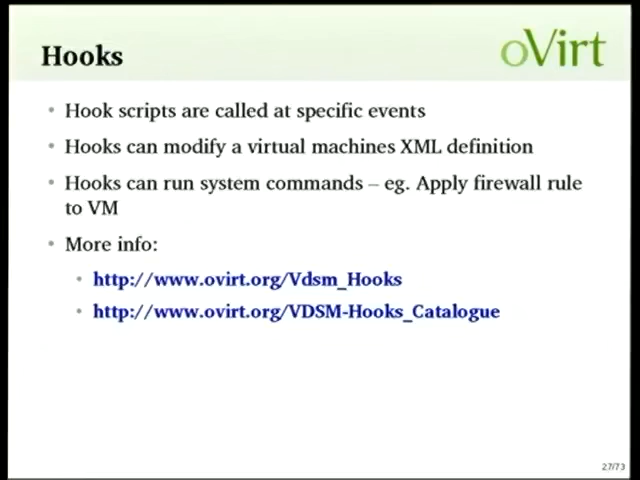 Hooks
oVirt
Hook scripts are called at specific events
Hooks can modify a virtual machines XML definition
Hooks can run system commands – eg. Apply firewall rule
to VM
More info:
http://www.ovirt.org/Vdsm_Hooks
http://www.ovirt.org/VDSM-Hooks_Catalogue
27/73